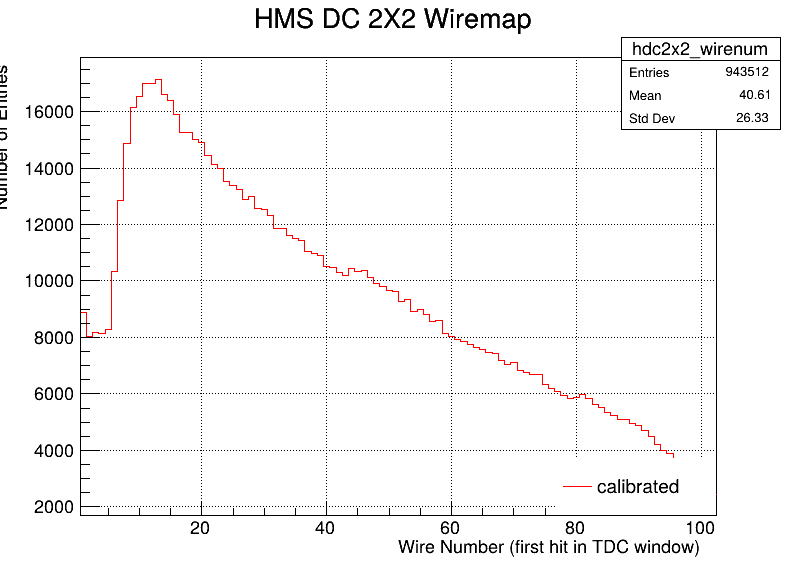 HMS DC 2X2 Wiremap
hdc2x2_wirenum
Entries 943512
Mean 40.61
Std Dev 26.33
Number of Entries
16000
14000
12000
10000
8000
6000
4000
2000
calibrated
20 40 60 80 100
Wire Number (first hit in TDC window)